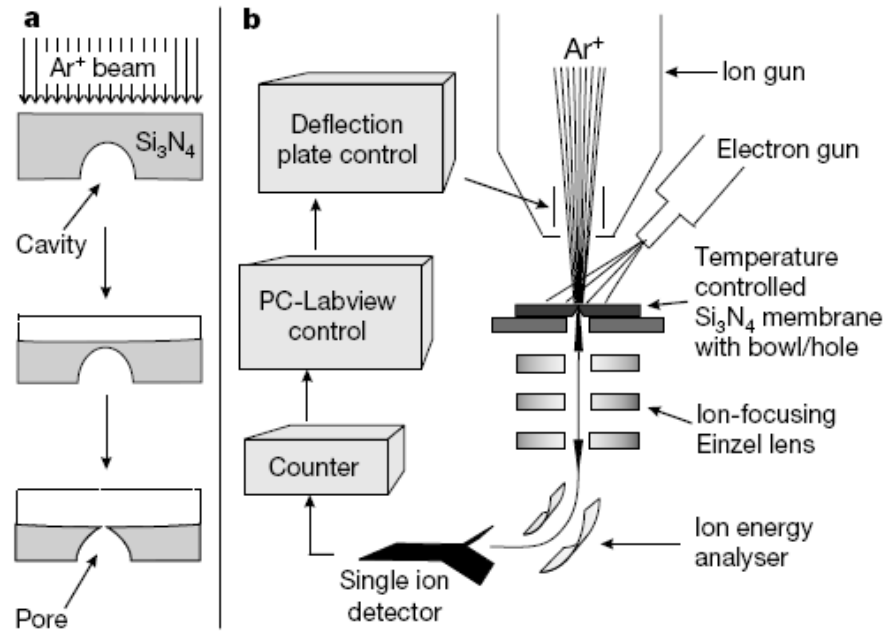 a
Ar⁺ beam
Si₃N₄
Cavity
Pore
b
Ar⁺
Ion gun
Deflection
plate control
Electron gun
PC-Labview
control
Temperature
controlled
Si₃N₄ membrane
with bowl/hole
Ion-focusing
Einzel lens
Counter
Ion energy
analyser
Single ion
detector